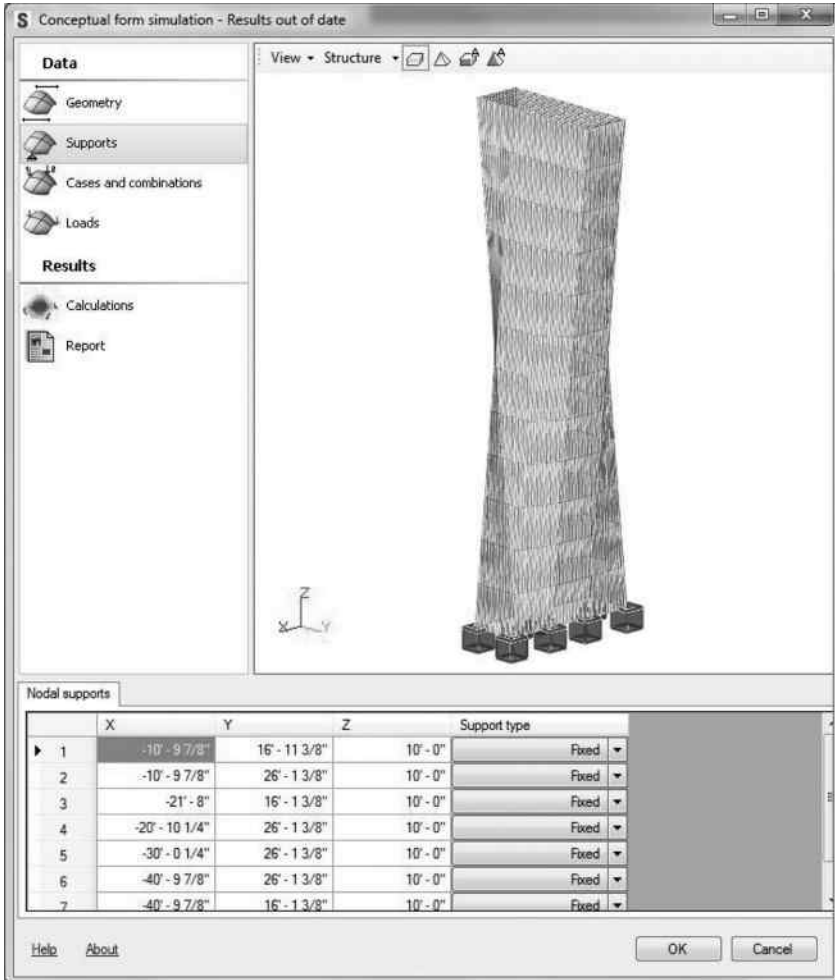 S Conceptual form simulation - Results out of date
Data
Geometry
Supports
Cases and combinations
Loads
Results
Calculations
Report
View Structure
Z
X Y
Nodal supports
X Y Z Support type
1 -10' - 9 7/8" 16' - 11 3/8" 10' - 0" Fixed
2 -10' - 9 7/8" 26' - 1 3/8" 10' - 0" Fixed
3 -21' - 8" 16' - 1 3/8" 10' - 0" Fixed
4 -20' - 10 1/4" 26' - 1 3/8" 10' - 0" Fixed
5 -30' - 0 1/4" 26' - 1 3/8" 10' - 0" Fixed
6 -40' - 9 7/8" 26' - 1 3/8" 10' - 0" Fixed
7 -40' - 9 7/8" 16' - 1 3/8" 10' - 0" Fixed
Help About OK Cancel